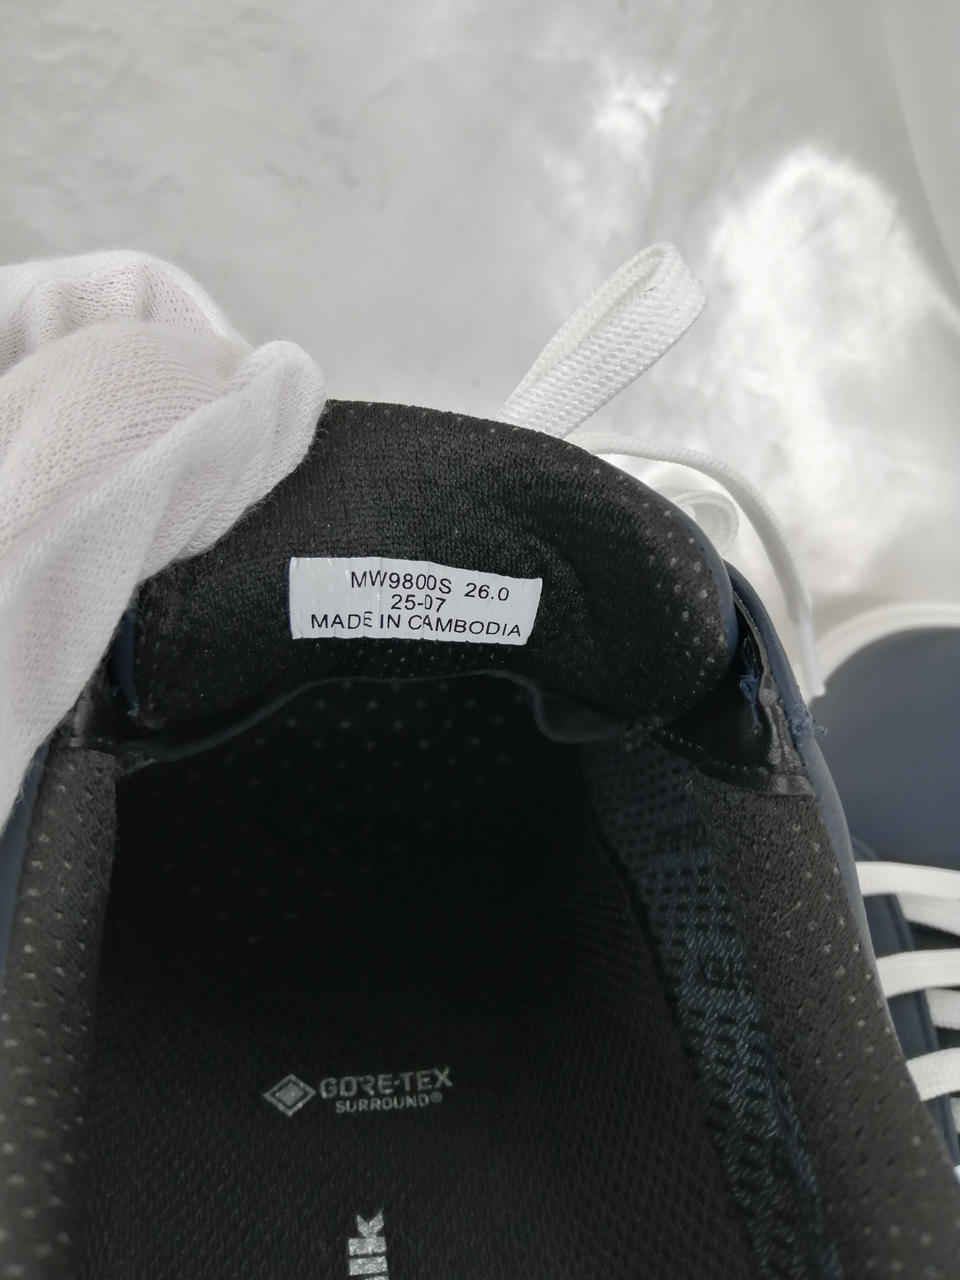 MW9800S 26.0
25-07
MADE IN CAMBODIA
GORE-TEX
SURROUND®